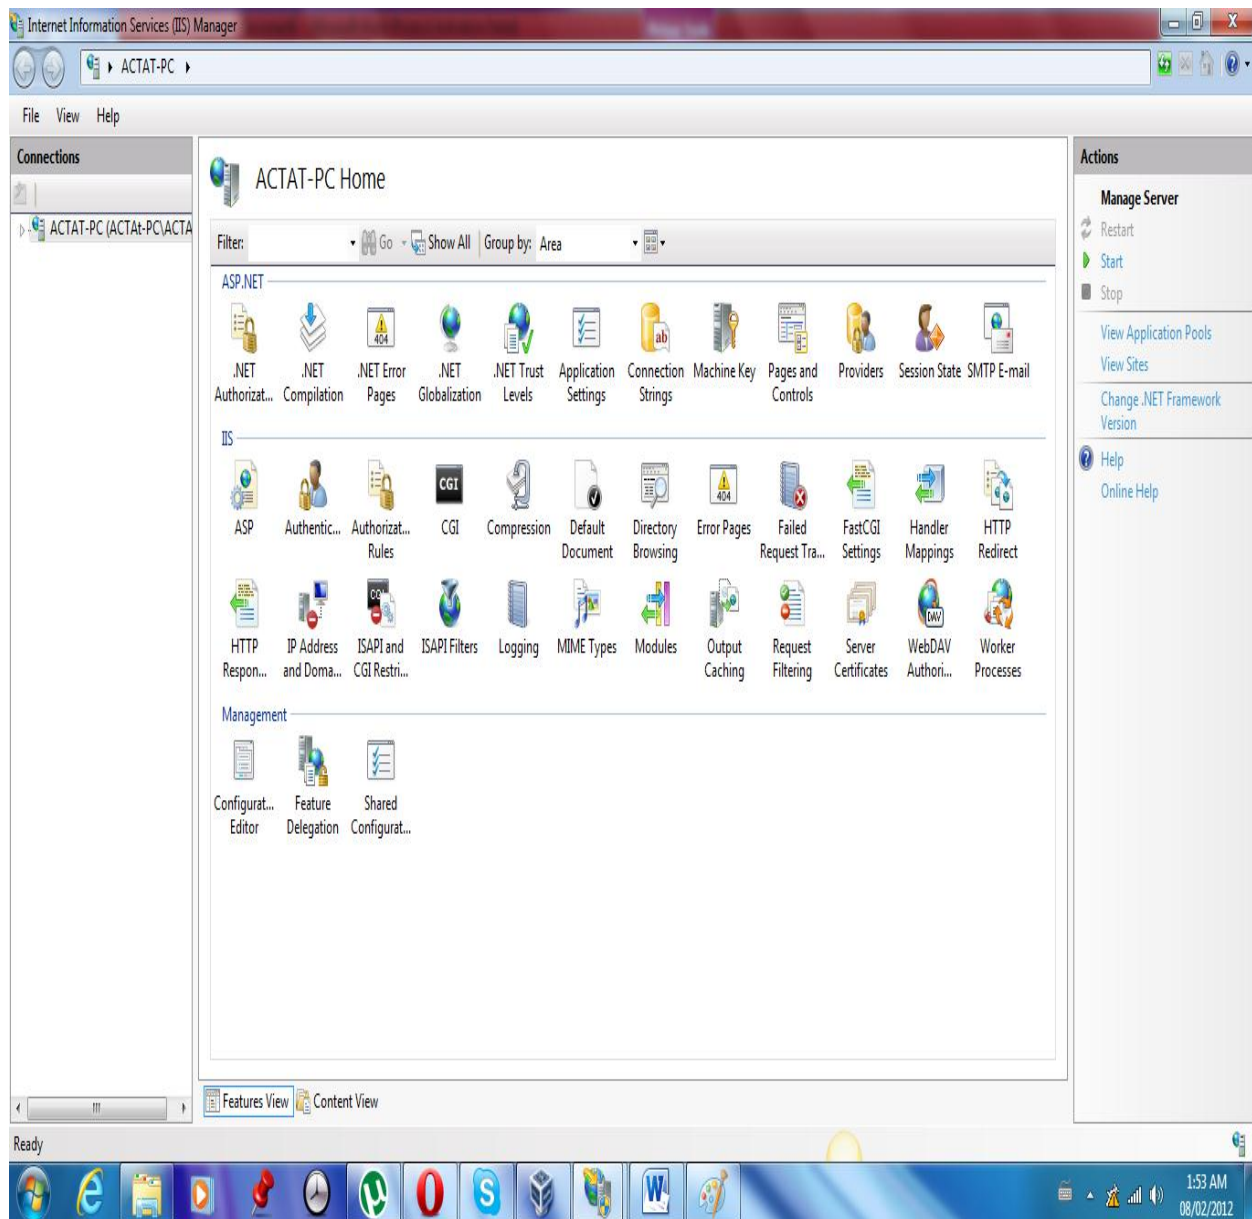 Internet Information Services (IIS) Manager
ACTAT-PC
File View Help
Connections
ACTAT-PC (ACTAt-PC\ACTA
ACTAT-PC Home
Filter: Go Show All Group by: Area
ASP.NET
.NET Authorizat...
.NET Compilation
.NET Error Pages
.NET Globalization
.NET Trust Levels
Application Settings
Connection Strings
Machine Key
Pages and Controls
Providers
Session State
SMTP E-mail
IIS
ASP
Authentic...
Authorizat... Rules
CGI
Compression
Default Document
Directory Browsing
Error Pages
Failed Request Tra...
FastCGI Settings
Handler Mappings
HTTP Redirect
HTTP Respon...
IP Address and Doma...
ISAPI and CGI Restri...
ISAPI Filters
Logging
MIME Types
Modules
Output Caching
Request Filtering
Server Certificates
WebDAV Authori...
Worker Processes
Management
Configurat... Editor
Feature Delegation
Shared Configurat...
Features View Content View
Actions
Manage Server
Restart
Start
Stop
View Application Pools
View Sites
Change .NET Framework
Version
Help
Online Help
Ready
1:53 AM
08/02/2012